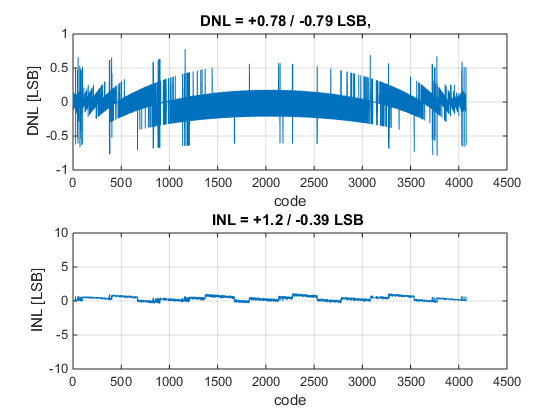 DNL = +0.78 / -0.79 LSB,
1
0.5
0
-0.5
-1
DNL [LSB]
0 500 1000 1500 2000 2500 3000 3500 4000 4500
code
INL = +1.2 / -0.39 LSB
10
5
0
-5
-10
INL [LSB]
0 500 1000 1500 2000 2500 3000 3500 4000 4500
code